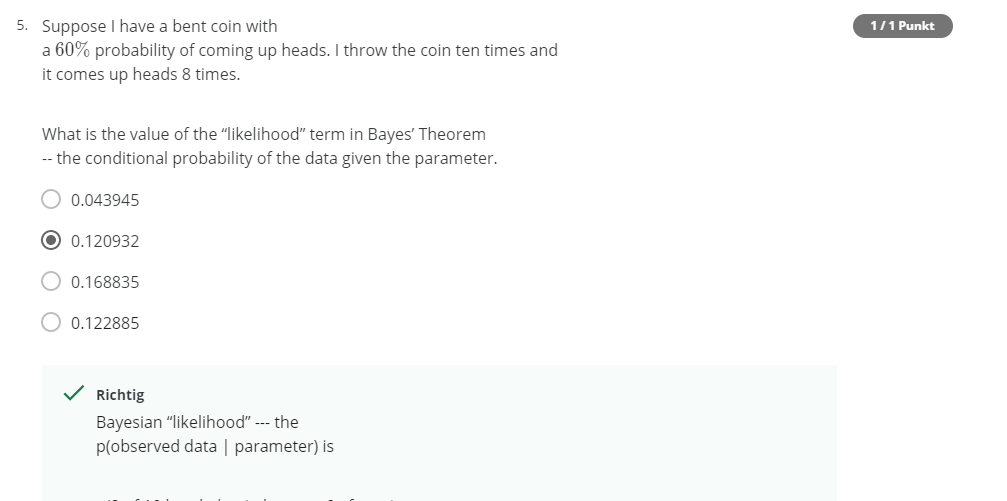 5. Suppose I have a bent coin with
1 / 1 Punkt
a 60% probability of coming up heads. I throw the coin ten times and
it comes up heads 8 times.
What is the value of the “likelihood” term in Bayes’ Theorem
-- the conditional probability of the data given the parameter.
0.043945
0.120932
0.168835
0.122885
Richtig
Bayesian “likelihood” --- the
p(observed data | parameter) is